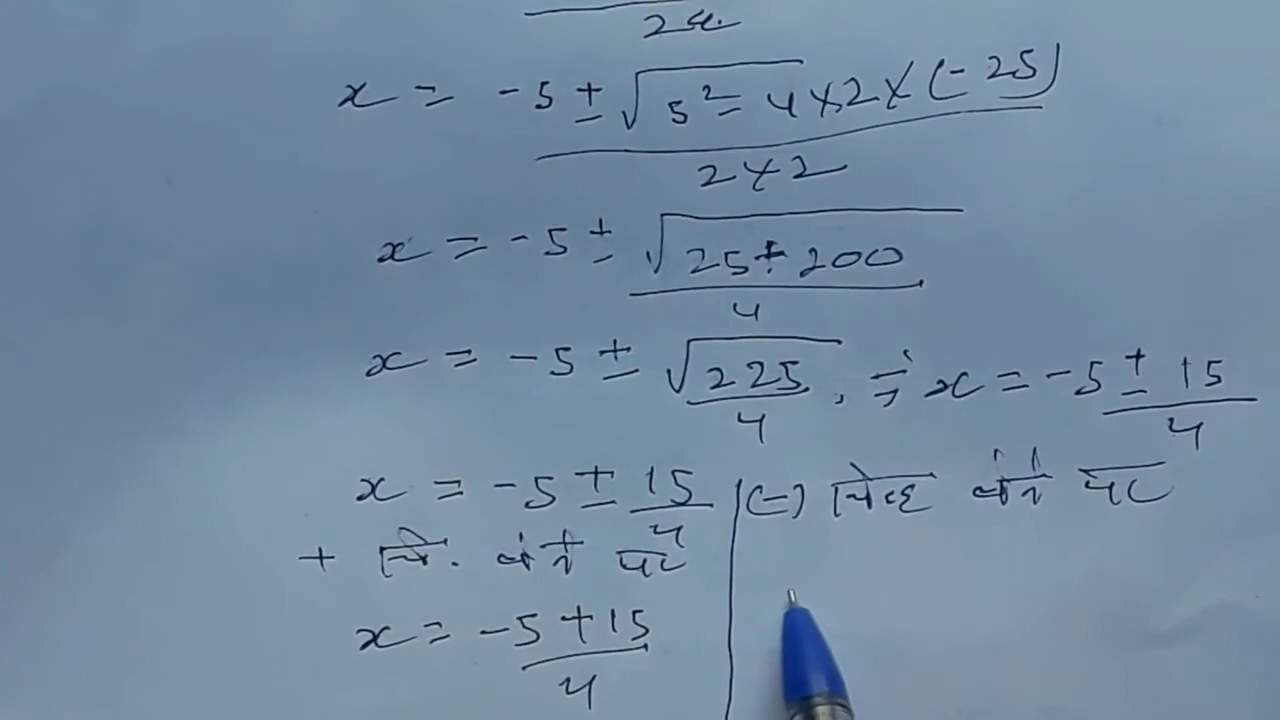 2a
x = -5 ± √5² - 4×2×(-25)
2×2
x = -5 ± √25 + 200
4
x = -5 ± √225 / 4, ⇒ x = -5 ± 15 / 4
x = -5 ± 15 / 4
+ चि. लेने पर
x = -5 + 15
4
(-) चिन्ह लेने पर